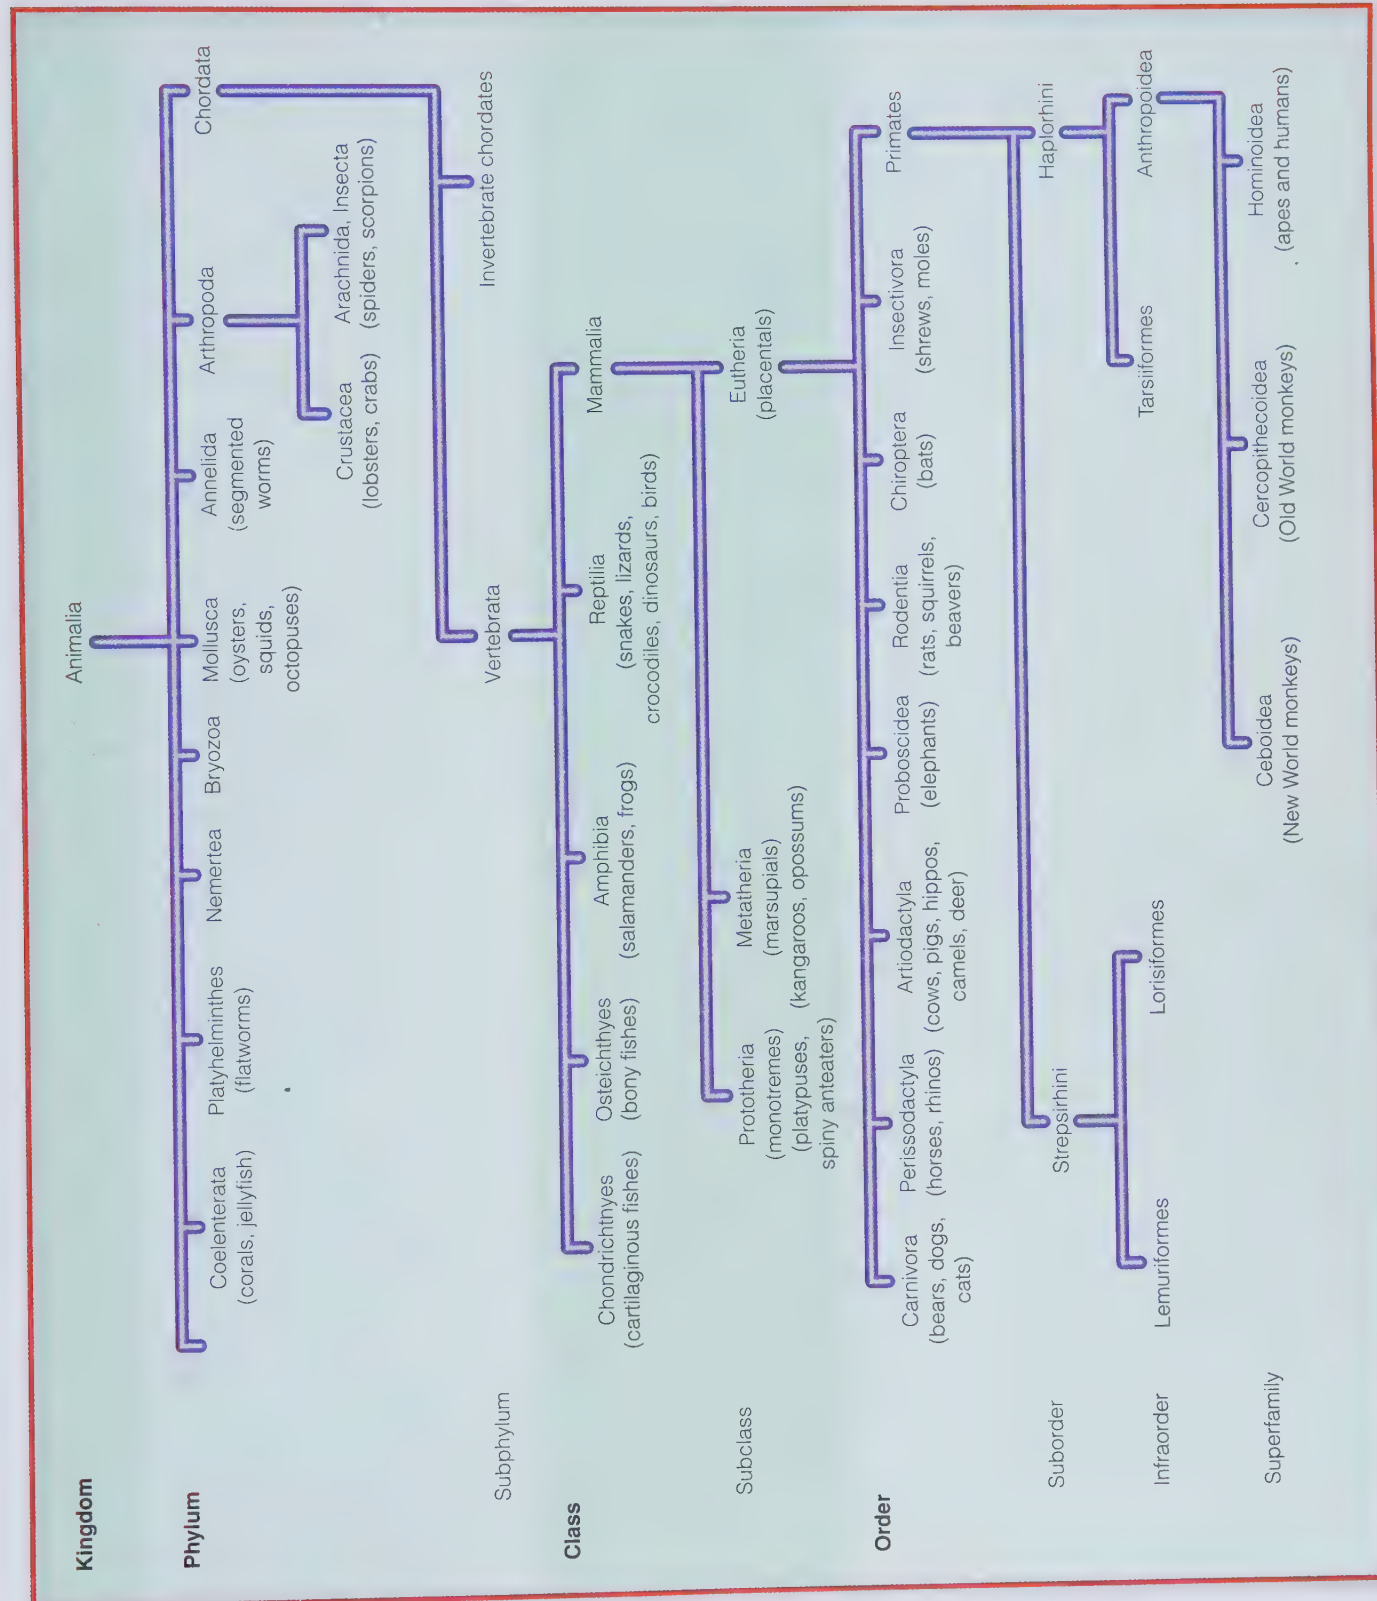 Kingdom
Animalia
Phylum
Coelenterata
(corals, jellyfish)
Platyhelminthes
(flatworms)
Nemertea
Bryozoa
Mollusca
(oysters,
squids,
octopuses)
Annelida
(segmented
worms)
Arthropoda
Chordata
Crustacea
(lobsters, crabs)
Arachnida, Insecta
(spiders, scorpions)
Subphylum
Vertebrata
Invertebrate chordates
Class
Chondrichtnyes
(cartilaginous fishes)
Osteichthyes
(bony fishes)
Amphibia
(salamanders, frogs)
Reptilia
(snakes, lizards,
crocodiles, dinosaurs, birds)
Mammalia
Subclass
Prototheria
(monotremes)
(platypuses,
spiny anteaters)
Metatheria
(marsupials)
(kangaroos, opossums)
Eutheria
(placentals)
Order
Carnivora
(bears, dogs,
cats)
Perissodactyla
(horses, rhinos)
Artiodactyla
(cows, pigs, hippos,
camels, deer)
Proboscidea
(elephants)
Rodentia
(rats, squirrels,
beavers)
Chiroptera
(bats)
Insectivora
(shrews, moles)
Primates
Suborder
Strepsirhini
Haplorhini
Infraorder
Lemuriformes
Lorisiformes
Tarsiiformes
Anthropoidea
Superfamily
Ceboidea
(New World monkeys)
Cercopithecoidea
(Old World monkeys)
Hominoidea
(apes and humans)